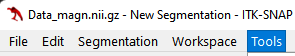 Data_magn.nii.gz - New Segmentation - ITK-SNAP
File Edit Segmentation Workspace Tools